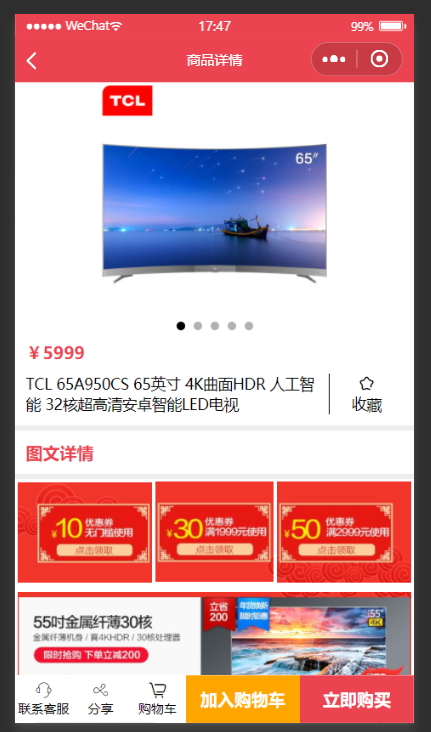 WeChat 17:47 99%
商品详情
TCL
65"
￥5999
TCL 65A950CS 65英寸 4K曲面HDR 人工智
能 32核超高清安卓智能LED电视
收藏
图文详情
¥10 优惠券
无门槛使用
点击领取
¥30 优惠券
满1999元使用
点击领取
¥50 优惠券
满2999元使用
点击领取
55吋金属纤薄30核
金属纤薄机身 / 真4KHDR / 30核处理器
限时抢购 下单立减200
立省
200
55"
4K
联系客服 分享 购物车 加入购物车 立即购买